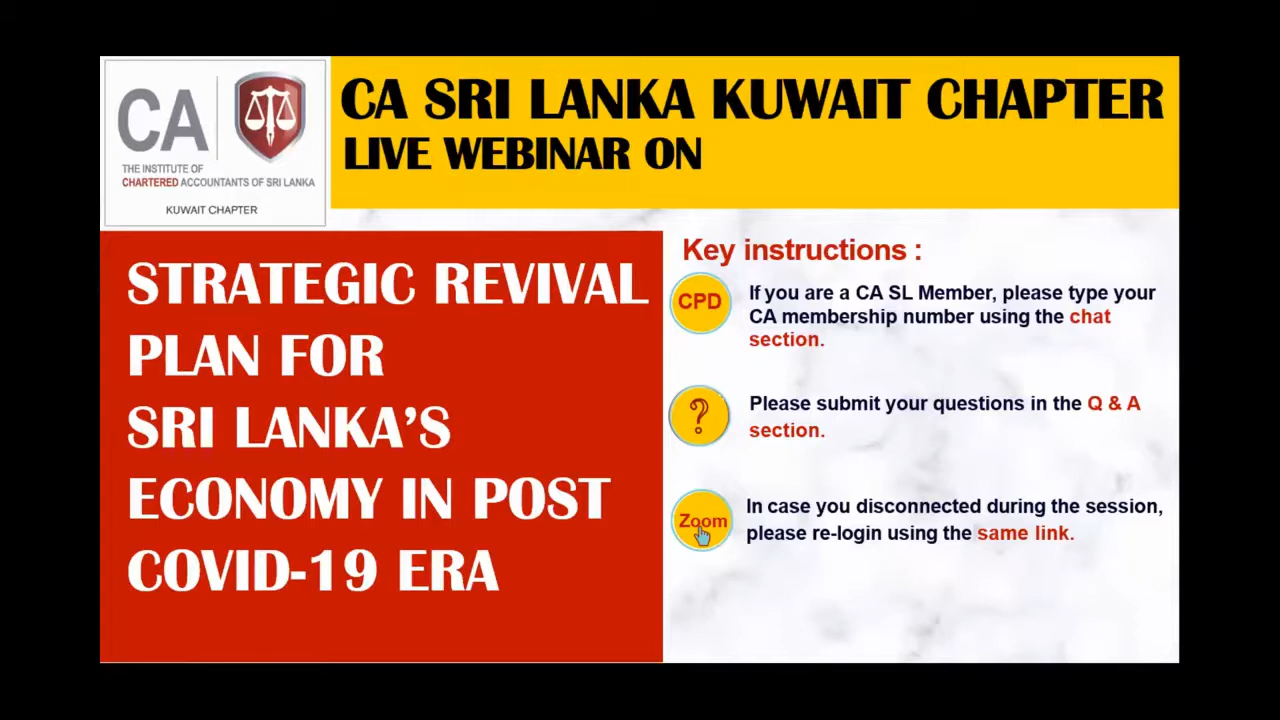 CA
THE INSTITUTE OF
CHARTERED ACCOUNTANTS OF SRI LANKA
KUWAIT CHAPTER
CA SRI LANKA KUWAIT CHAPTER
LIVE WEBINAR ON
STRATEGIC REVIVAL
PLAN FOR
SRI LANKA'S
ECONOMY IN POST
COVID-19 ERA
Key instructions :
CPD
If you are a CA SL Member, please type your
CA membership number using the chat
section.
?
Please submit your questions in the Q & A
section.
Zoom
In case you disconnected during the session,
please re-login using the same link.